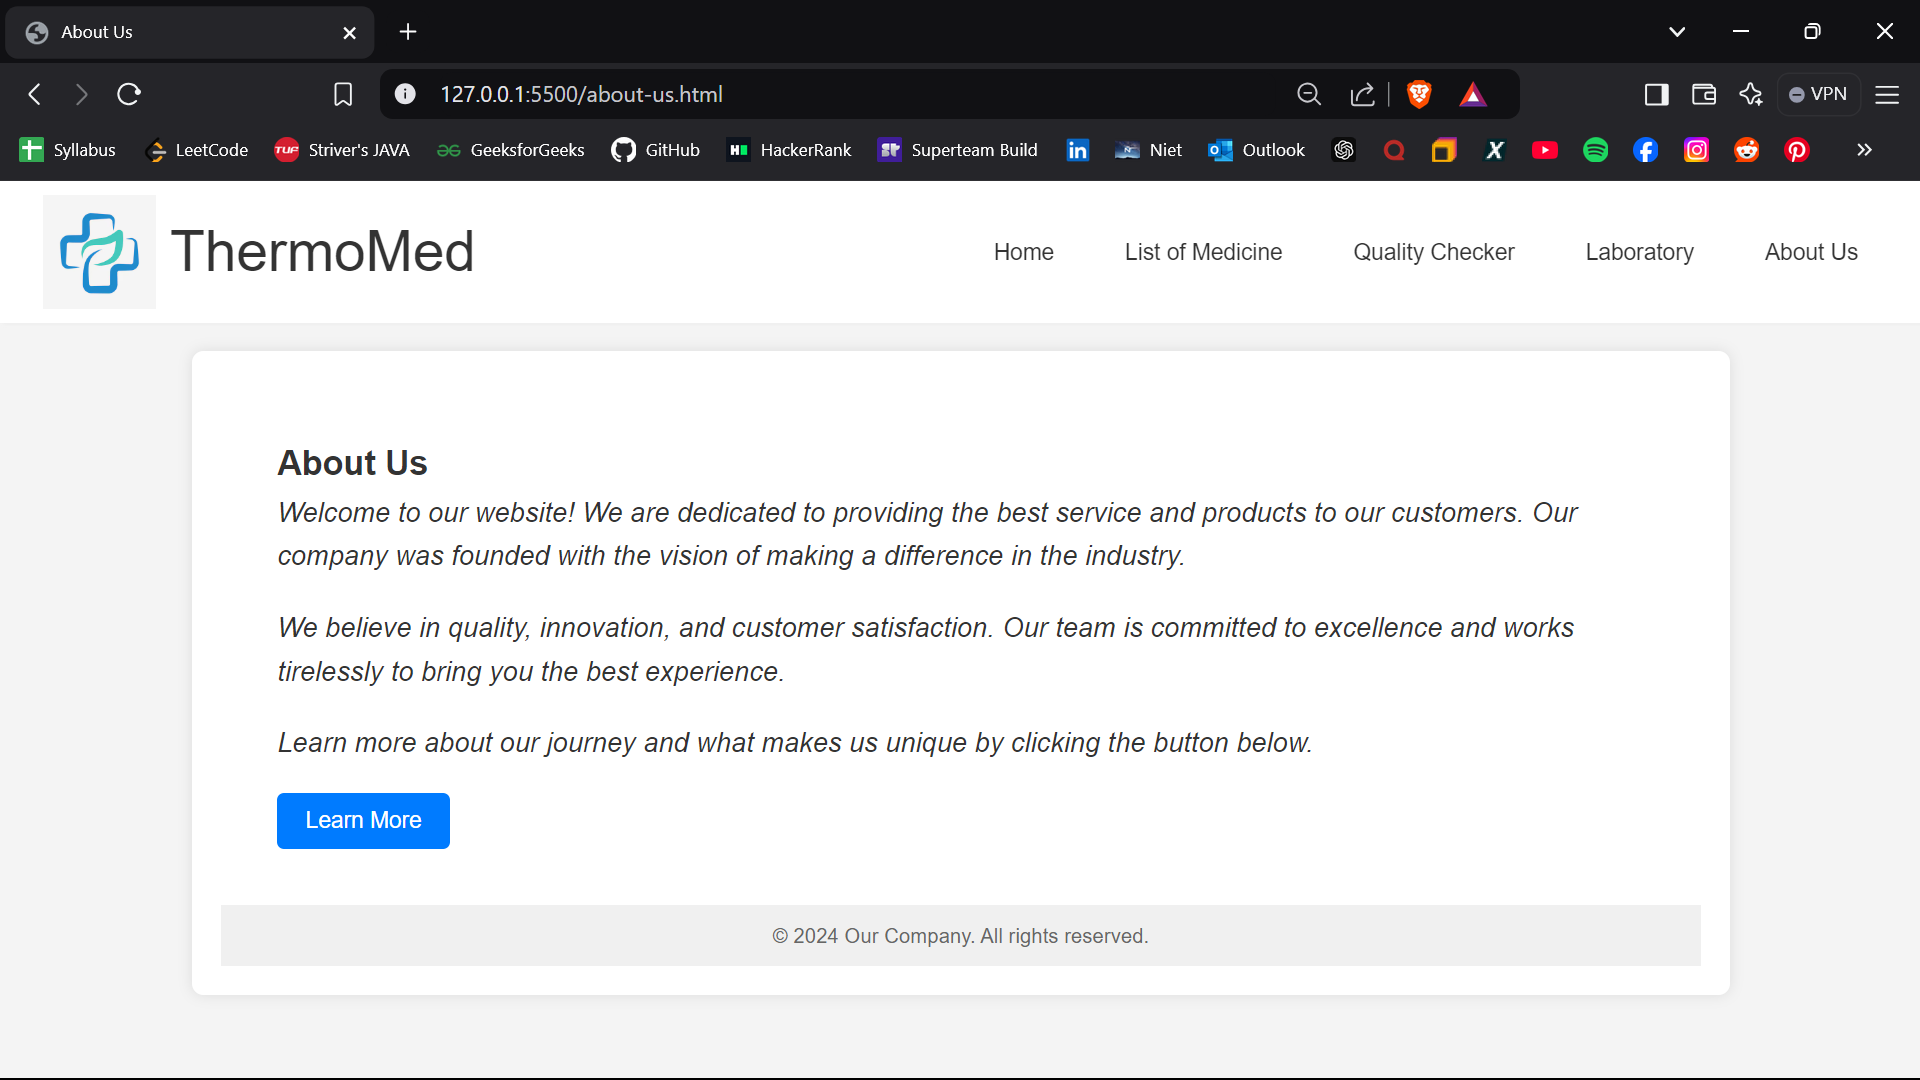 About Us
127.0.0.1:5500/about-us.html
VPN
Syllabus LeetCode TUF Striver's JAVA GeeksforGeeks GitHub H HackerRank ST Superteam Build in Niet Outlook
ThermoMed
Home List of Medicine Quality Checker Laboratory About Us
About Us
Welcome to our website! We are dedicated to providing the best service and products to our customers. Our
company was founded with the vision of making a difference in the industry.
We believe in quality, innovation, and customer satisfaction. Our team is committed to excellence and works
tirelessly to bring you the best experience.
Learn more about our journey and what makes us unique by clicking the button below.
Learn More
© 2024 Our Company. All rights reserved.